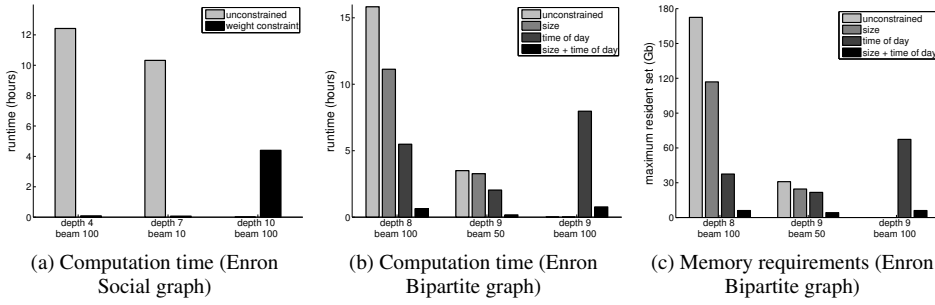 unconstrained
weight constraint
12
10
8
6
4
2
0
runtime (hours)
depth 4
beam 100
depth 7
beam 10
depth 10
beam 100
(a) Computation time (Enron
Social graph)
unconstrained
size
time of day
size + time of day
15
10
5
0
runtime (hours)
depth 8
beam 100
depth 9
beam 50
depth 9
beam 100
(b) Computation time (Enron
Bipartite graph)
unconstrained
size
time of day
size + time of day
180
150
120
90
60
30
0
maximum resident set (Gb)
depth 8
beam 100
depth 9
beam 50
depth 9
beam 100
(c) Memory requirements (Enron
Bipartite graph)